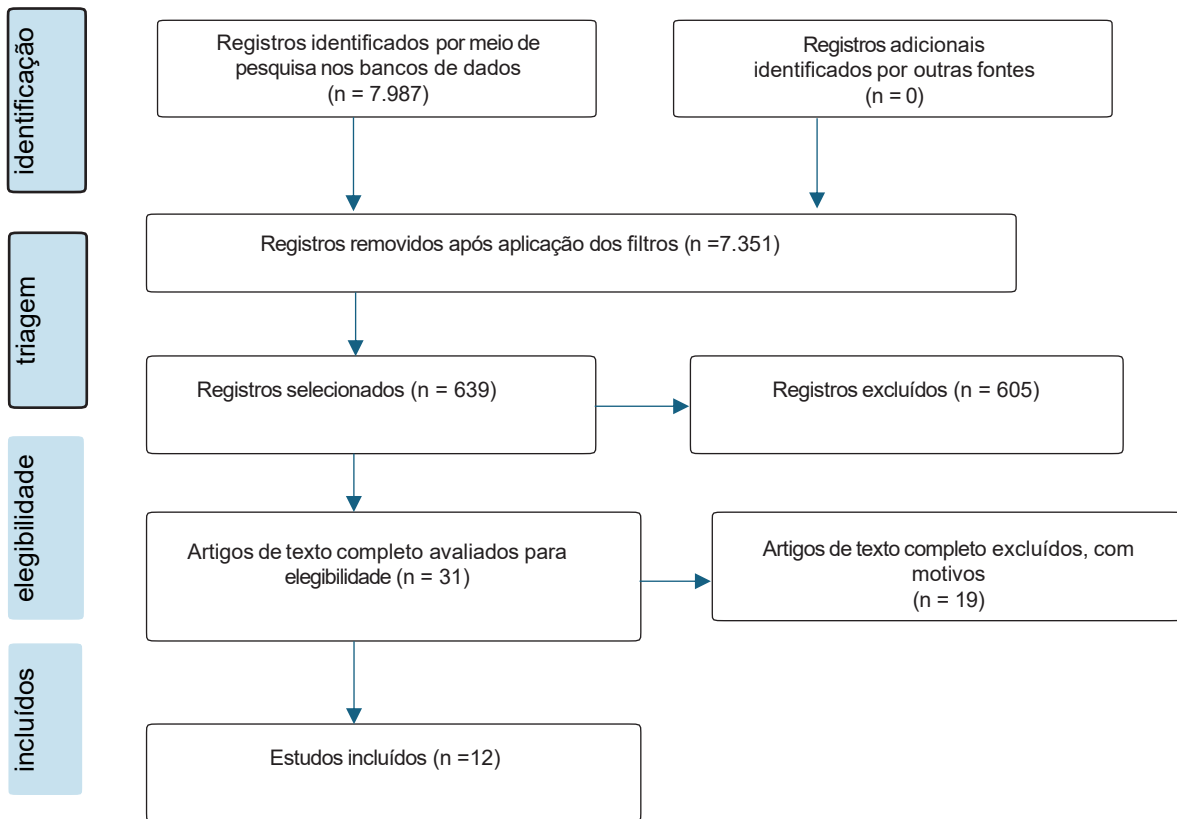 identificação
Registros identificados por meio de
pesquisa nos bancos de dados
(n = 7.987)
Registros adicionais
identificados por outras fontes
(n = 0)
Registros removidos após aplicação dos filtros (n =7.351)
triagem
Registros selecionados (n = 639)
Registros excluídos (n = 605)
elegibilidade
Artigos de texto completo avaliados para
elegibilidade (n = 31)
Artigos de texto completo excluídos, com
motivos
(n = 19)
incluídos
Estudos incluídos (n =12)